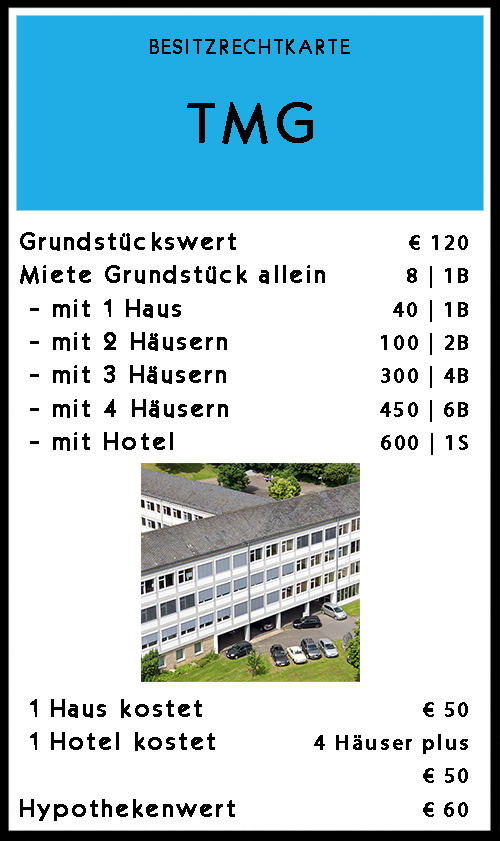 BESITZRECHTKARTE
TMG
Grundstückswert € 120
Miete Grundstück allein 8 | 1B
- mit 1 Haus 40 | 1B
- mit 2 Häusern 100 | 2B
- mit 3 Häusern 300 | 4B
- mit 4 Häusern 450 | 6B
- mit Hotel 600 | 1S
1 Haus kostet € 50
1 Hotel kostet 4 Häuser plus
€ 50
Hypothekenwert € 60